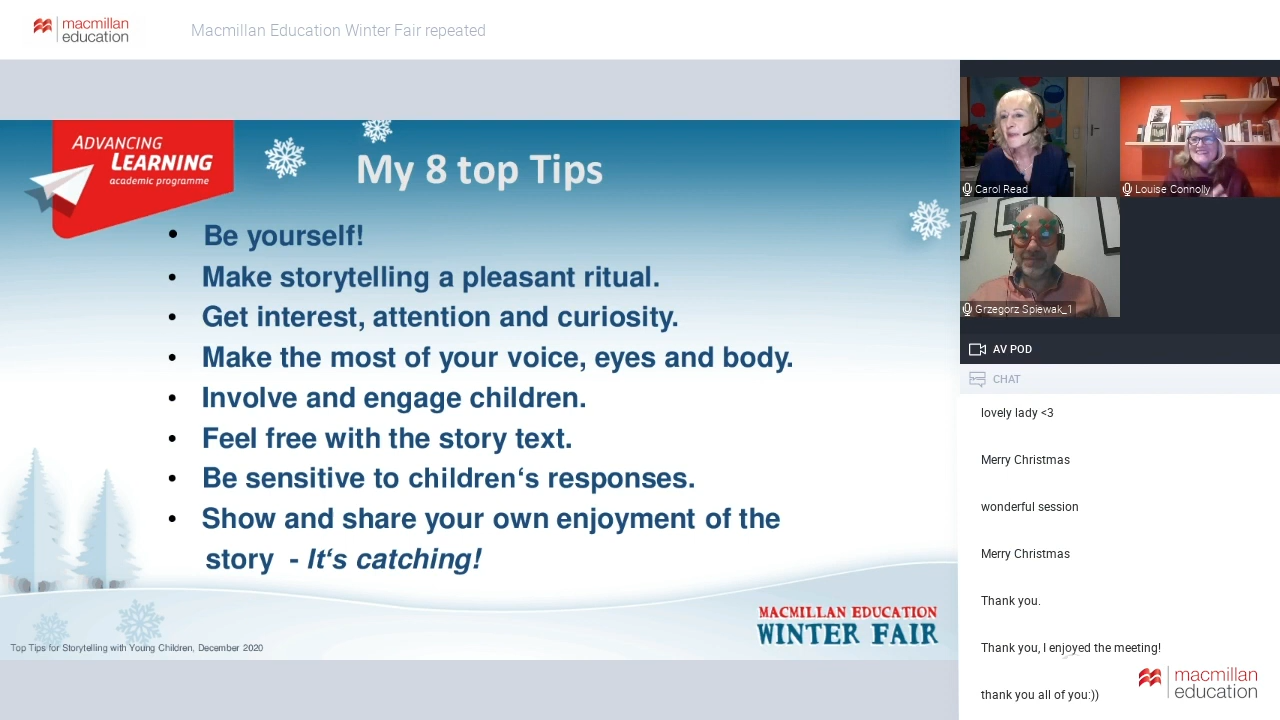 macmillan
education
Macmillan Education Winter Fair repeated
ADVANCING
LEARNING
academic programme
My 8 top Tips
• Be yourself!
• Make storytelling a pleasant ritual.
• Get interest, attention and curiosity.
• Make the most of your voice, eyes and body.
• Involve and engage children.
• Feel free with the story text.
• Be sensitive to children‘s responses.
• Show and share your own enjoyment of the
story - It‘s catching!
MACMILLAN EDUCATION
WINTER FAIR
Top Tips for Storytelling with Young Children, December 2020
Carol Read
Louise Connolly
Grzegorz Spiewak_1
AV POD
CHAT
lovely lady <3
Merry Christmas
wonderful session
Merry Christmas
Thank you.
Thank you, I enjoyed the meeting!
thank you all of you:))
macmillan
education